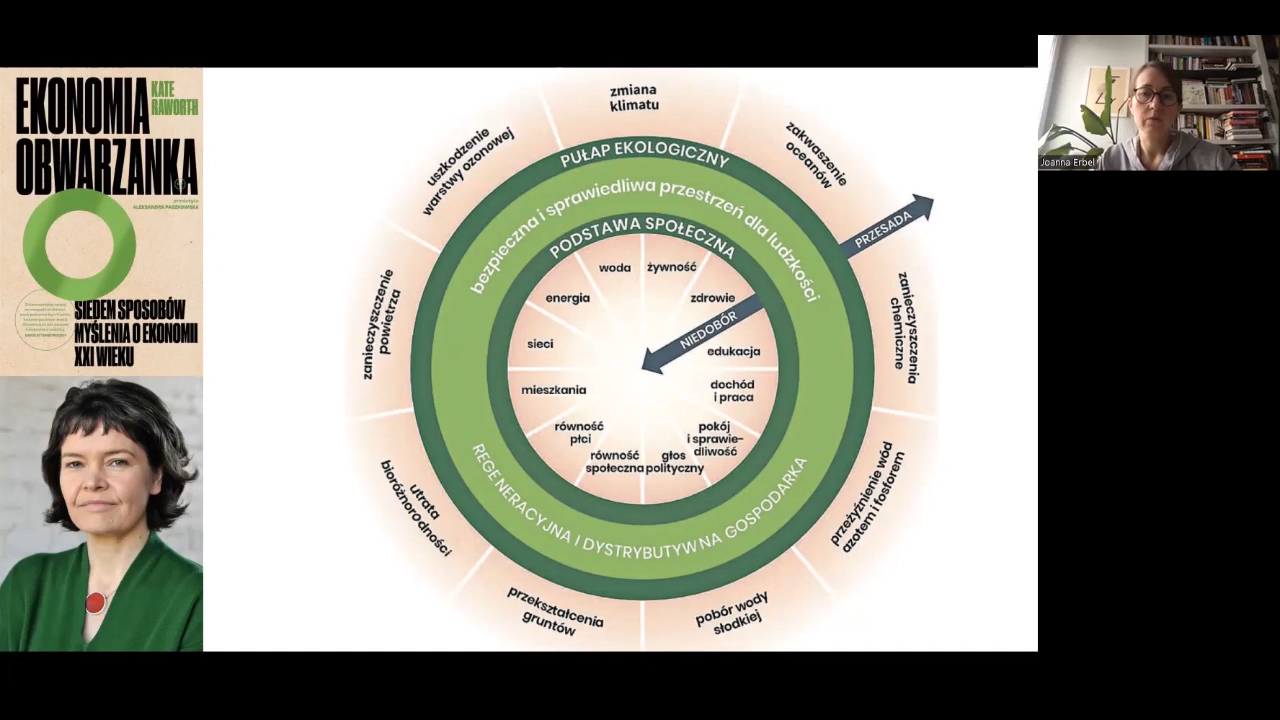 EKONOMIA
KATE
RAWORTH
OBWARZANKA
ALEKSANDRA PASZKOWSKA
SIEDEM SPOSOBÓW
MYŚLENIA O EKONOMII
XXI WIEKU
zmiana
klimatu
zakwaszenie
oceanów
zanieczyszczenia
chemiczne
przeżyźnienie wód
azotem i fosforem
pobór wody
słodkiej
przekształcenia
gruntów
utrata
bioróżnorodności
zanieczyszczenie
powietrza
uszkodzenie
warstwy ozonowej
PUŁAP EKOLOGICZNY
bezpieczna i sprawiedliwa przestrzeń dla ludzkości
PODSTAWA SPOŁECZNA
PRZESADA
woda
żywność
zdrowie
NIEDOBÓR
edukacja
dochód
i praca
pokój
i sprawie-
dliwość
głos
polityczny
równość
społeczna
równość
płci
mieszkania
sieci
energia
REGENERACYJNA I DYSTRYBUTYWNA GOSPODARKA
Joanna Erbel